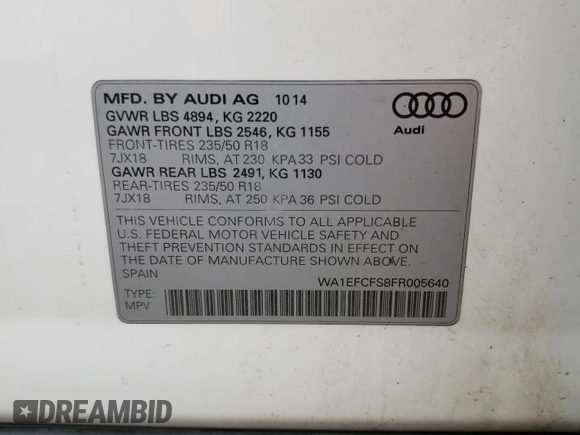 MFD. BY AUDI AG 10 14
GVWR LBS 4894, KG 2220
GAWR FRONT LBS 2546, KG 1155
FRONT-TIRES 235/50 R18
7JX18 RIMS, AT 230 KPA 33 PSI COLD
GAWR REAR LBS 2491, KG 1130
REAR-TIRES 235/50 R18
7JX18 RIMS, AT 250 KPA 36 PSI COLD
Audi
THIS VEHICLE CONFORMS TO ALL APPLICABLE
U.S. FEDERAL MOTOR VEHICLE SAFETY AND
THEFT PREVENTION STANDARDS IN EFFECT ON
THE DATE OF MANUFACTURE SHOWN ABOVE.
SPAIN
WA1EFCFS8FR005640
TYPE:
MPV
DREAMBID